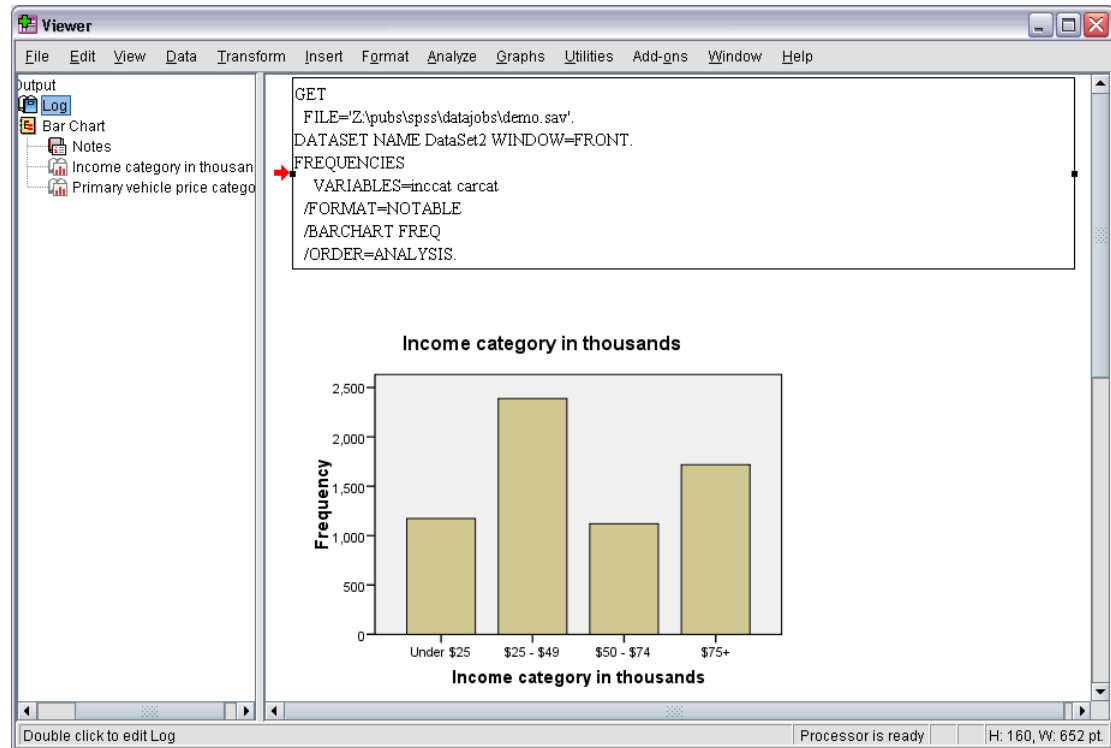 Viewer
File Edit View Data Transform Insert Format Analyze Graphs Utilities Add-ons Window Help
Output
Log
Bar Chart
Notes
Income category in thousan
Primary vehicle price catego
GET
FILE='Z:\pubs\spss\datajobs\demo.sav'.
DATASET NAME DataSet2 WINDOW=FRONT.
FREQUENCIES
VARIABLES=inccat carcat
/FORMAT=NOTABLE
/BARCHART FREQ
/ORDER=ANALYSIS.
Income category in thousands
Frequency
2,500
2,000
1,500
1,000
500
0
Under $25 $25 - $49 $50 - $74 $75+
Income category in thousands
Double click to edit Log Processor is ready H: 160, W: 652 pt.